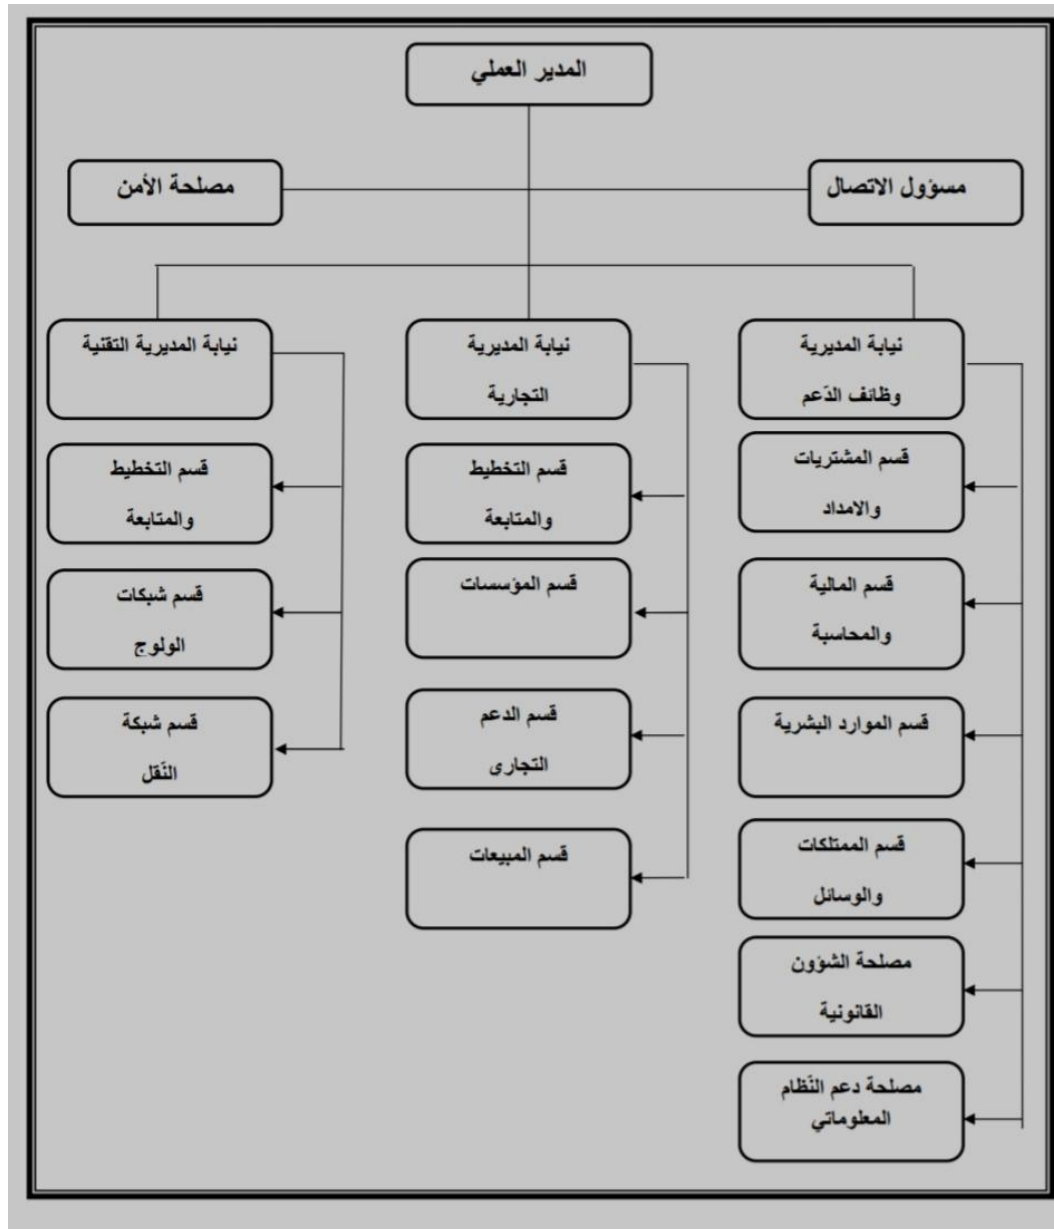 المدير العملي
مسؤول الاتصال
مصلحة الأمن
نيابة المديرية
وظائف الدّعم
قسم المشتريات
والامداد
قسم المالية
والمحاسبة
قسم الموارد البشرية
قسم الممتلكات
والوسائل
مصلحة الشؤون
القانونية
مصلحة دعم النّظام
المعلوماتي
نيابة المديرية
التجارية
قسم التخطيط
والمتابعة
قسم المؤسسات
قسم الدعم
التجارى
قسم المبيعات
نيابة المديرية التقنية
قسم التخطيط
والمتابعة
قسم شبكات
الولوج
قسم شبكة
النّقل